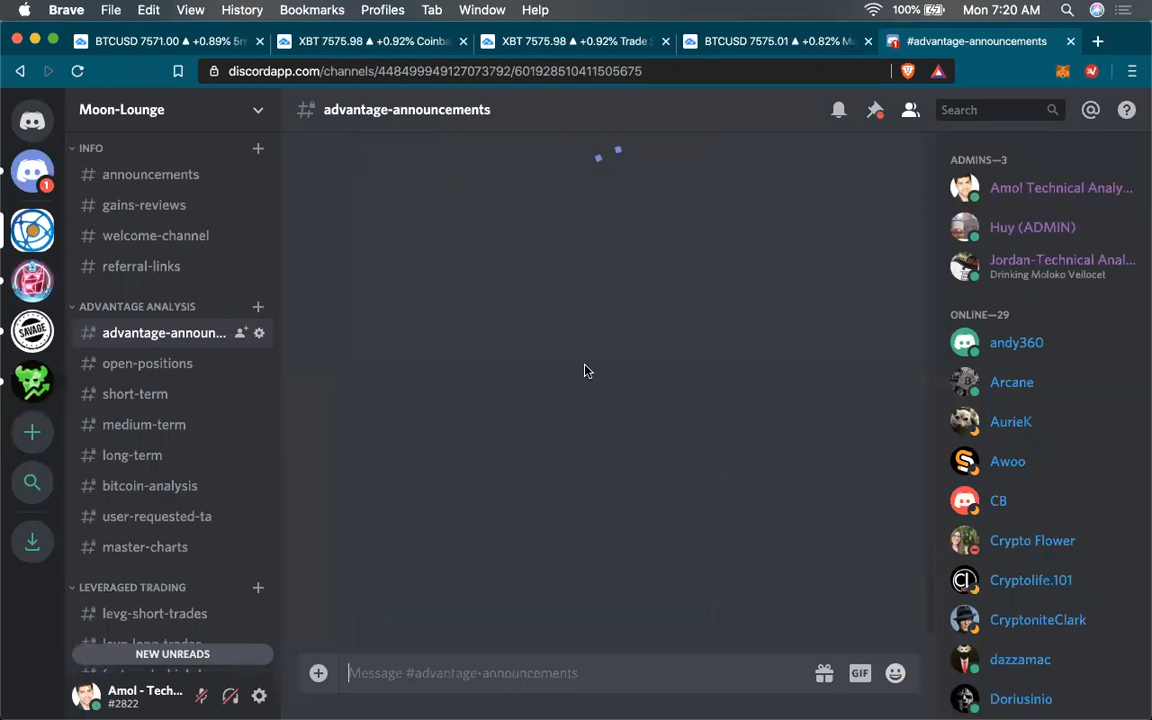 Brave File Edit View History Bookmarks Profiles Tab Window Help 100% Mon 7:20 AM
BTCUSD 7571.00 ▲ +0.89% 5m × XBT 7575.98 ▲ +0.92% Coinba × XBT 7575.98 ▲ +0.92% Trade S × BTCUSD 7575.01 ▲ +0.82% M × #advantage-announcements × +
discordapp.com/channels/448499949127073792/601928510411505675
Moon-Lounge
# advantage-announcements
Search
INFO
# announcements
# gains-reviews
# welcome-channel
# referral-links
1
ADVANTAGE ANALYSIS
# advantage-announ...
# open-positions
# short-term
# medium-term
# long-term
# bitcoin-analysis
# user-requested-ta
# master-charts
SAVAGE
LEVERAGED TRADING
# levg-short-trades
NEW UNREADS
Amol - Tech...
#2822
Message #advantage-announcements
GIF
ADMINS—3
Amol Technical Analy...
Huy (ADMIN)
Jordan-Technical Anal...
Drinking Moloko Veilocet
ONLINE—29
andy360
Arcane
AurieK
Awoo
CB
Crypto Flower
Cryptolife.101
CryptoniteClark
dazzamac
Doriusinio